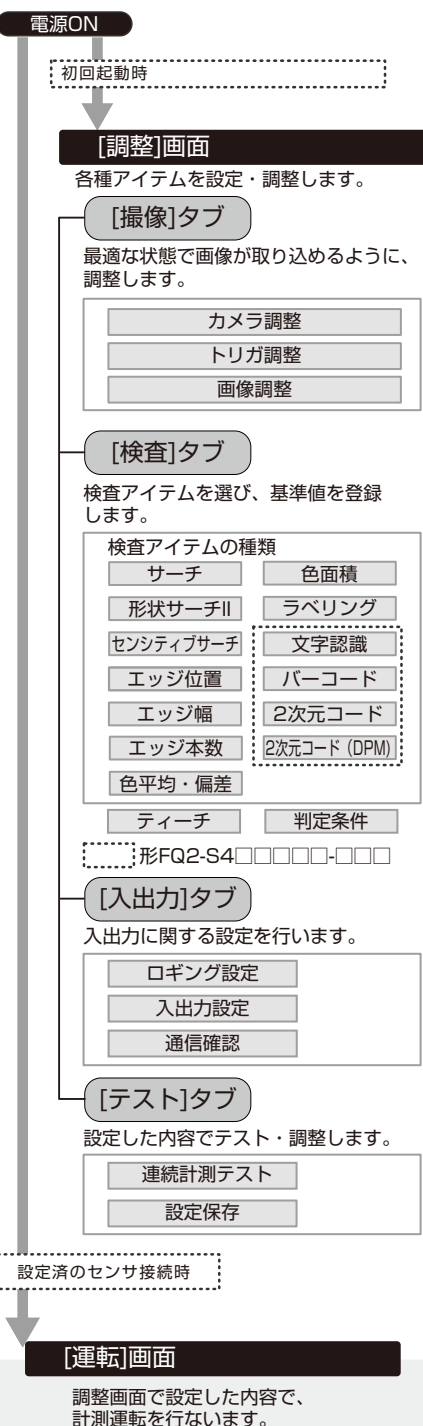 電源ON
初回起動時
[調整]画面
各種アイテムを設定・調整します。
[撮像]タブ
最適な状態で画像が取り込めるように、
調整します。
カメラ調整
トリガ調整
画像調整
[検査]タブ
検査アイテムを選び、基準値を登録
します。
検査アイテムの種類
サーチ
色面積
形状サーチII
ラベリング
センシティブサーチ
文字認識
エッジ位置
バーコード
エッジ幅
2次元コード
エッジ本数
2次元コード (DPM)
色平均・偏差
ティーチ
判定条件
形FQ2-S4□□□□□-□□□
[入出力]タブ
入出力に関する設定を行います。
ロギング設定
入出力設定
通信確認
[テスト]タブ
設定した内容でテスト・調整します。
連続計測テスト
設定保存
設定済のセンサ接続時
[運転]画面
調整画面で設定した内容で、
計測運転を行ないます。